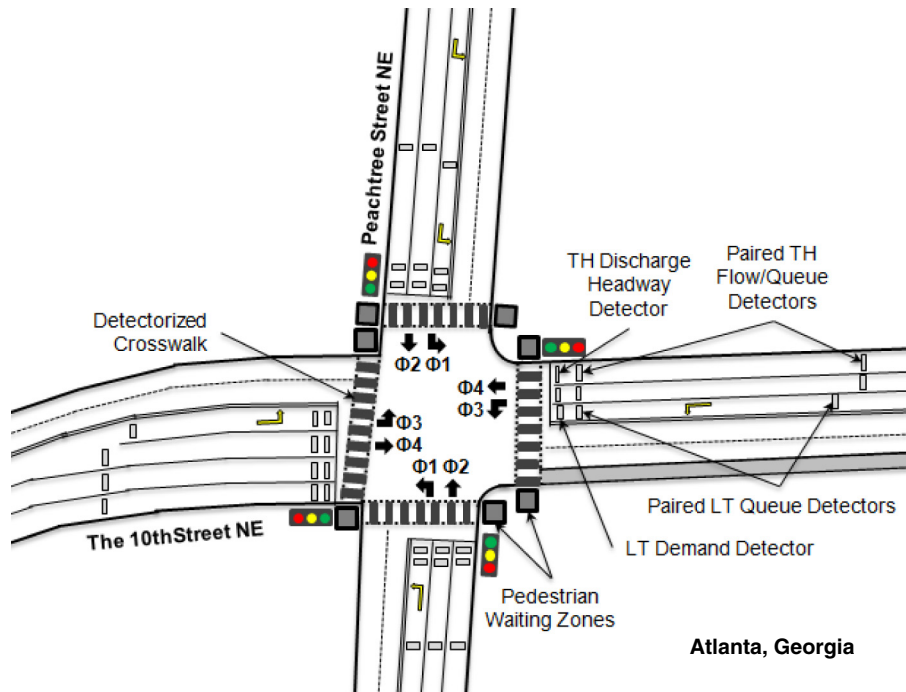 Peachtree Street NE
TH Discharge
Headway
Detector
Paired TH
Flow/Queue
Detectors
Detectorized
Crosswalk
Φ2 Φ1
Φ4
Φ3
Φ3
Φ4
Φ1 Φ2
Paired LT Queue Detectors
The 10thStreet NE
LT Demand Detector
Pedestrian
Waiting Zones
Atlanta, Georgia